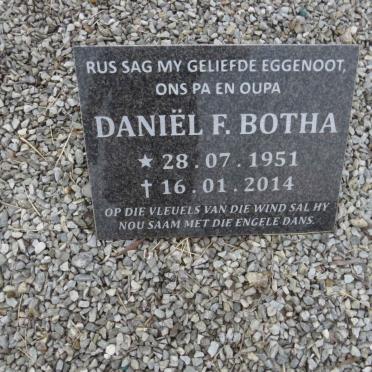 RUS SAG MY GELIEFDE EGGENOOT,
ONS PA EN OUPA
DANIËL F. BOTHA
★ 28.07.1951
† 16.01.2014
OP DIE VLEUELS VAN DIE WIND SAL HY
NOU SAAM MET DIE ENGELE DANS.